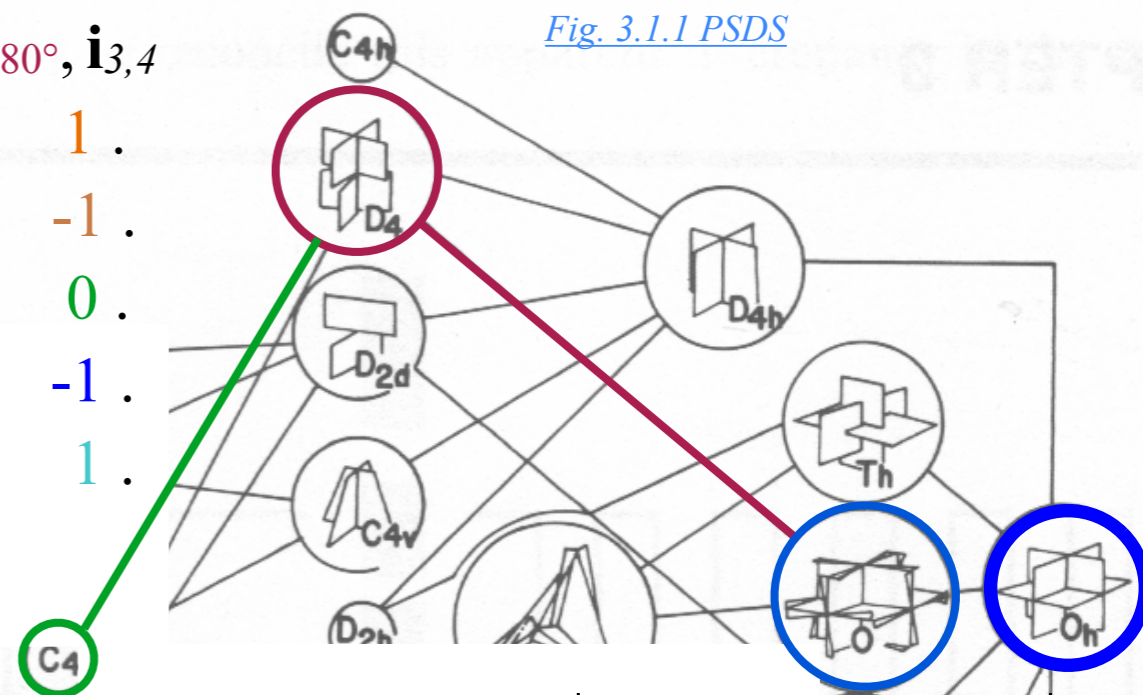 Fig. 3.1.1 PSDS
80°, i3,4
1 .
-1 .
0 .
-1 .
1 .
C4h
D4
D4h
D2d
Th
C4v
D2h
O
Oh
C4